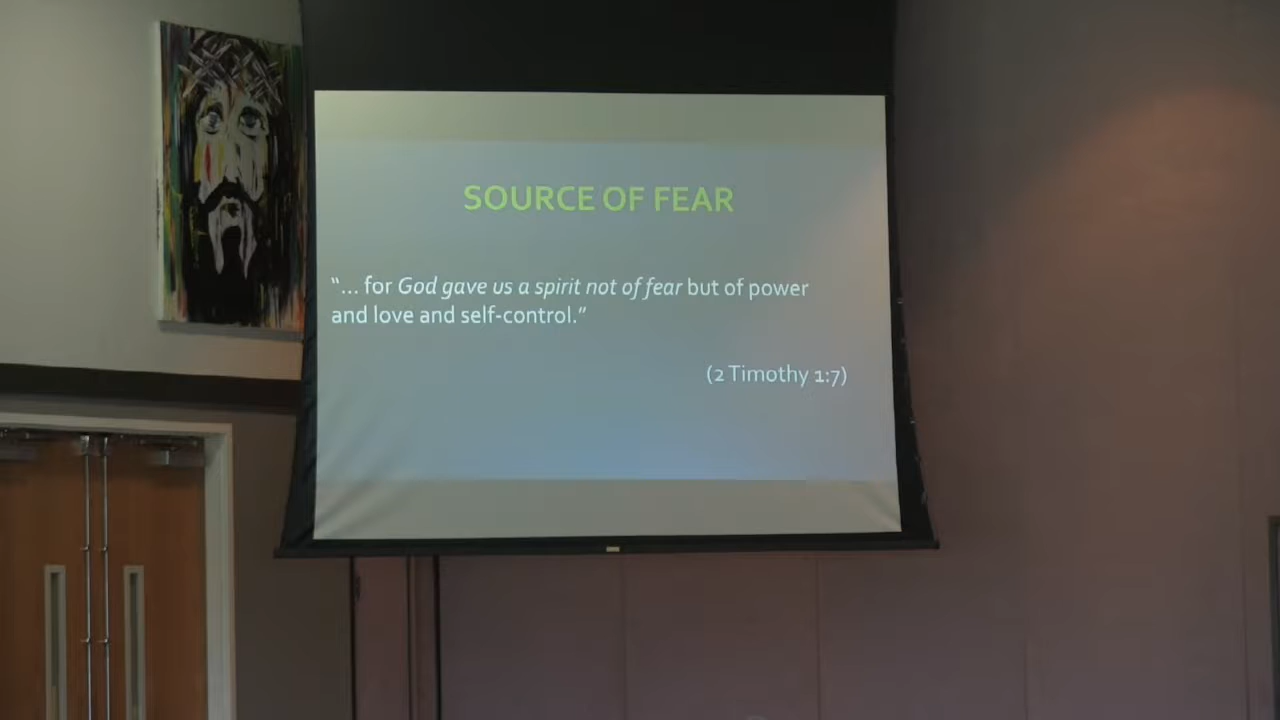 SOURCE OF FEAR
“... for God gave us a spirit not of fear but of power
and love and self-control.”
(2 Timothy 1:7)